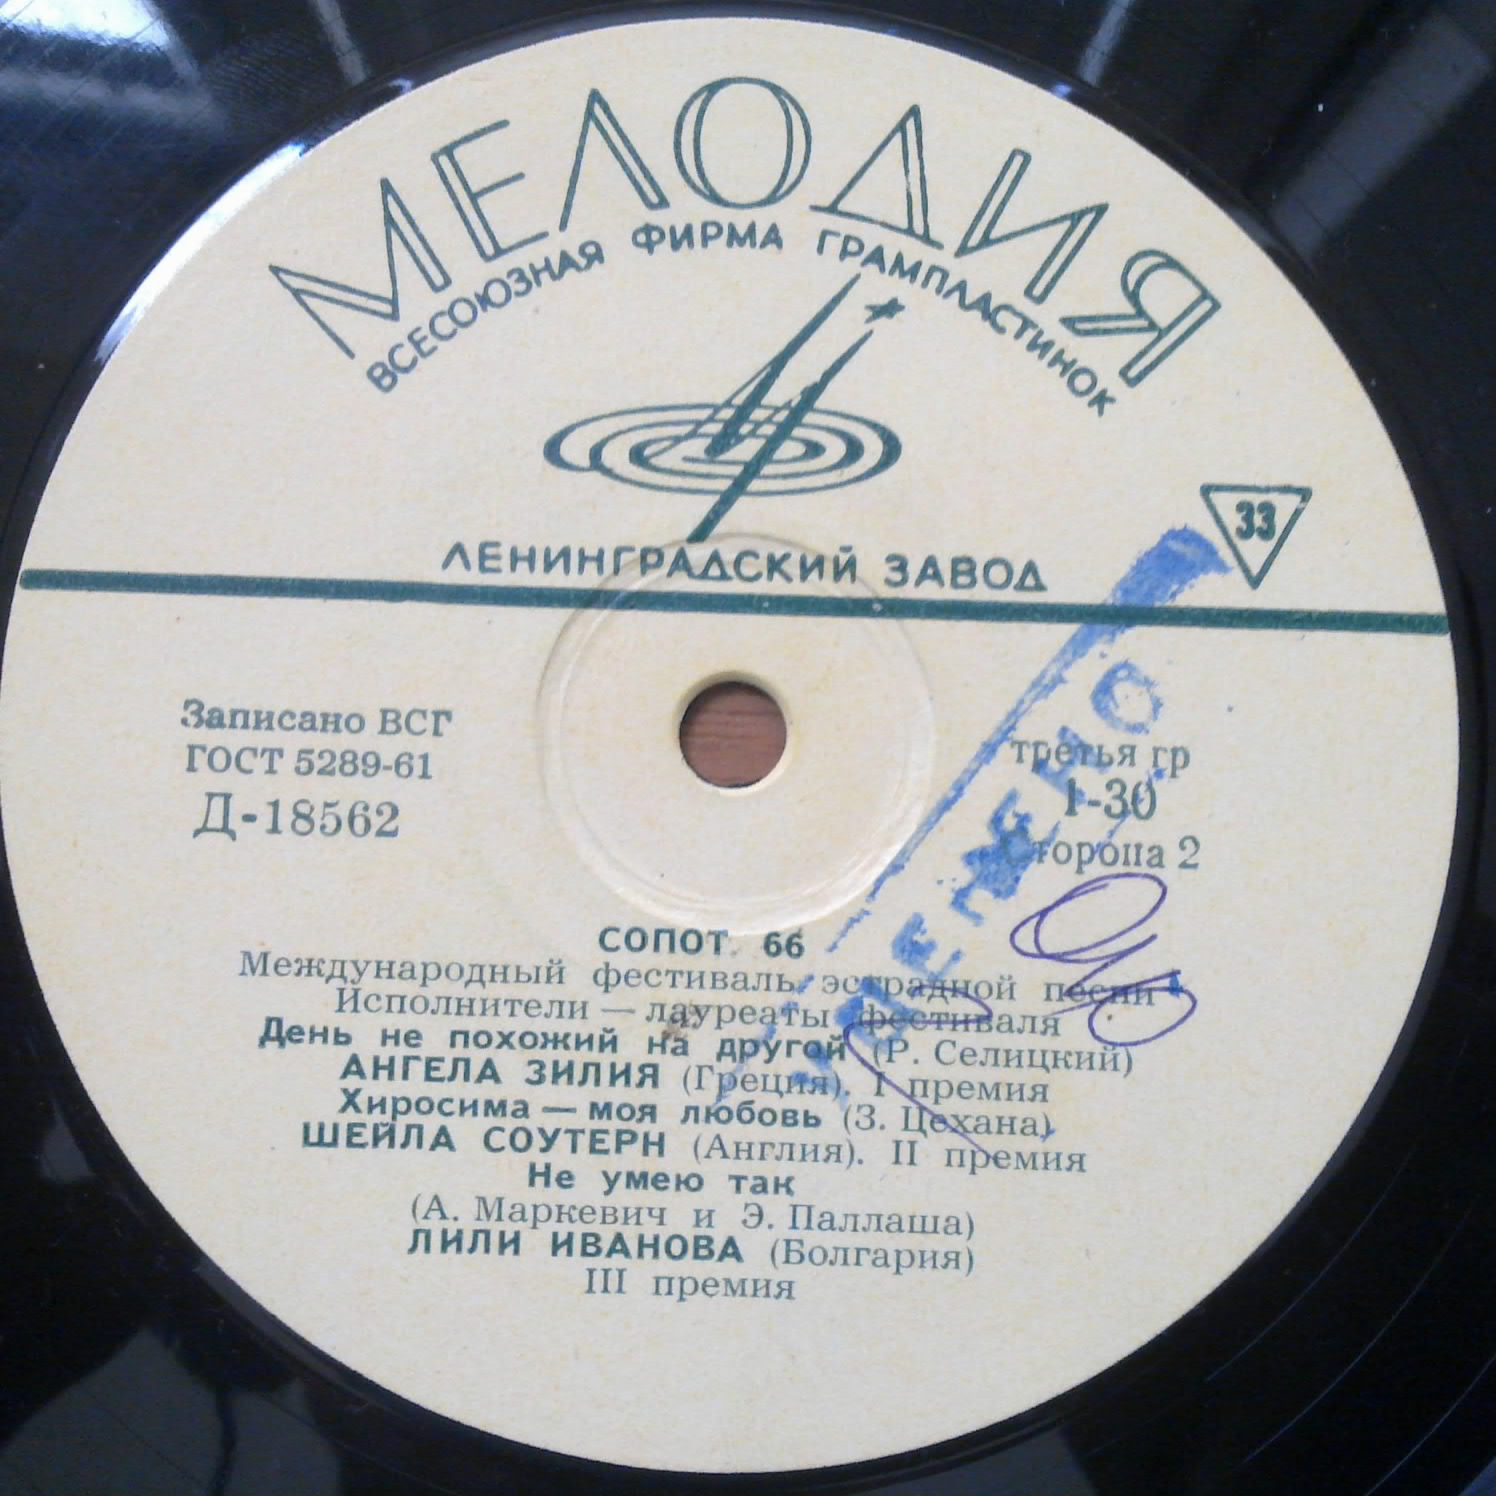 МЕЛОДИЯ
ВСЕСОЮЗНАЯ ФИРМА ГРАМПЛАСТИНОК
33
ЛЕНИНГРАДСКИЙ ЗАВОД
Записано ВСГ
ГОСТ 5289-61
Д-18562
третья гр
1-30
Сторона 2
СОПОТ 66
Международный фестиваль эстрадной песни
Исполнители — лауреаты фестиваля
День не похожий на другой (Р. Селицкий)
АНГЕЛА ЗИЛИЯ (Греция). I премия
Хиросима — моя любовь (З. Цехана)
ШЕЙЛА СОУТЕРН (Англия). II премия
Не умею так
(А. Маркевич и Э. Паллаша)
ЛИЛИ ИВАНОВА (Болгария)
III премия